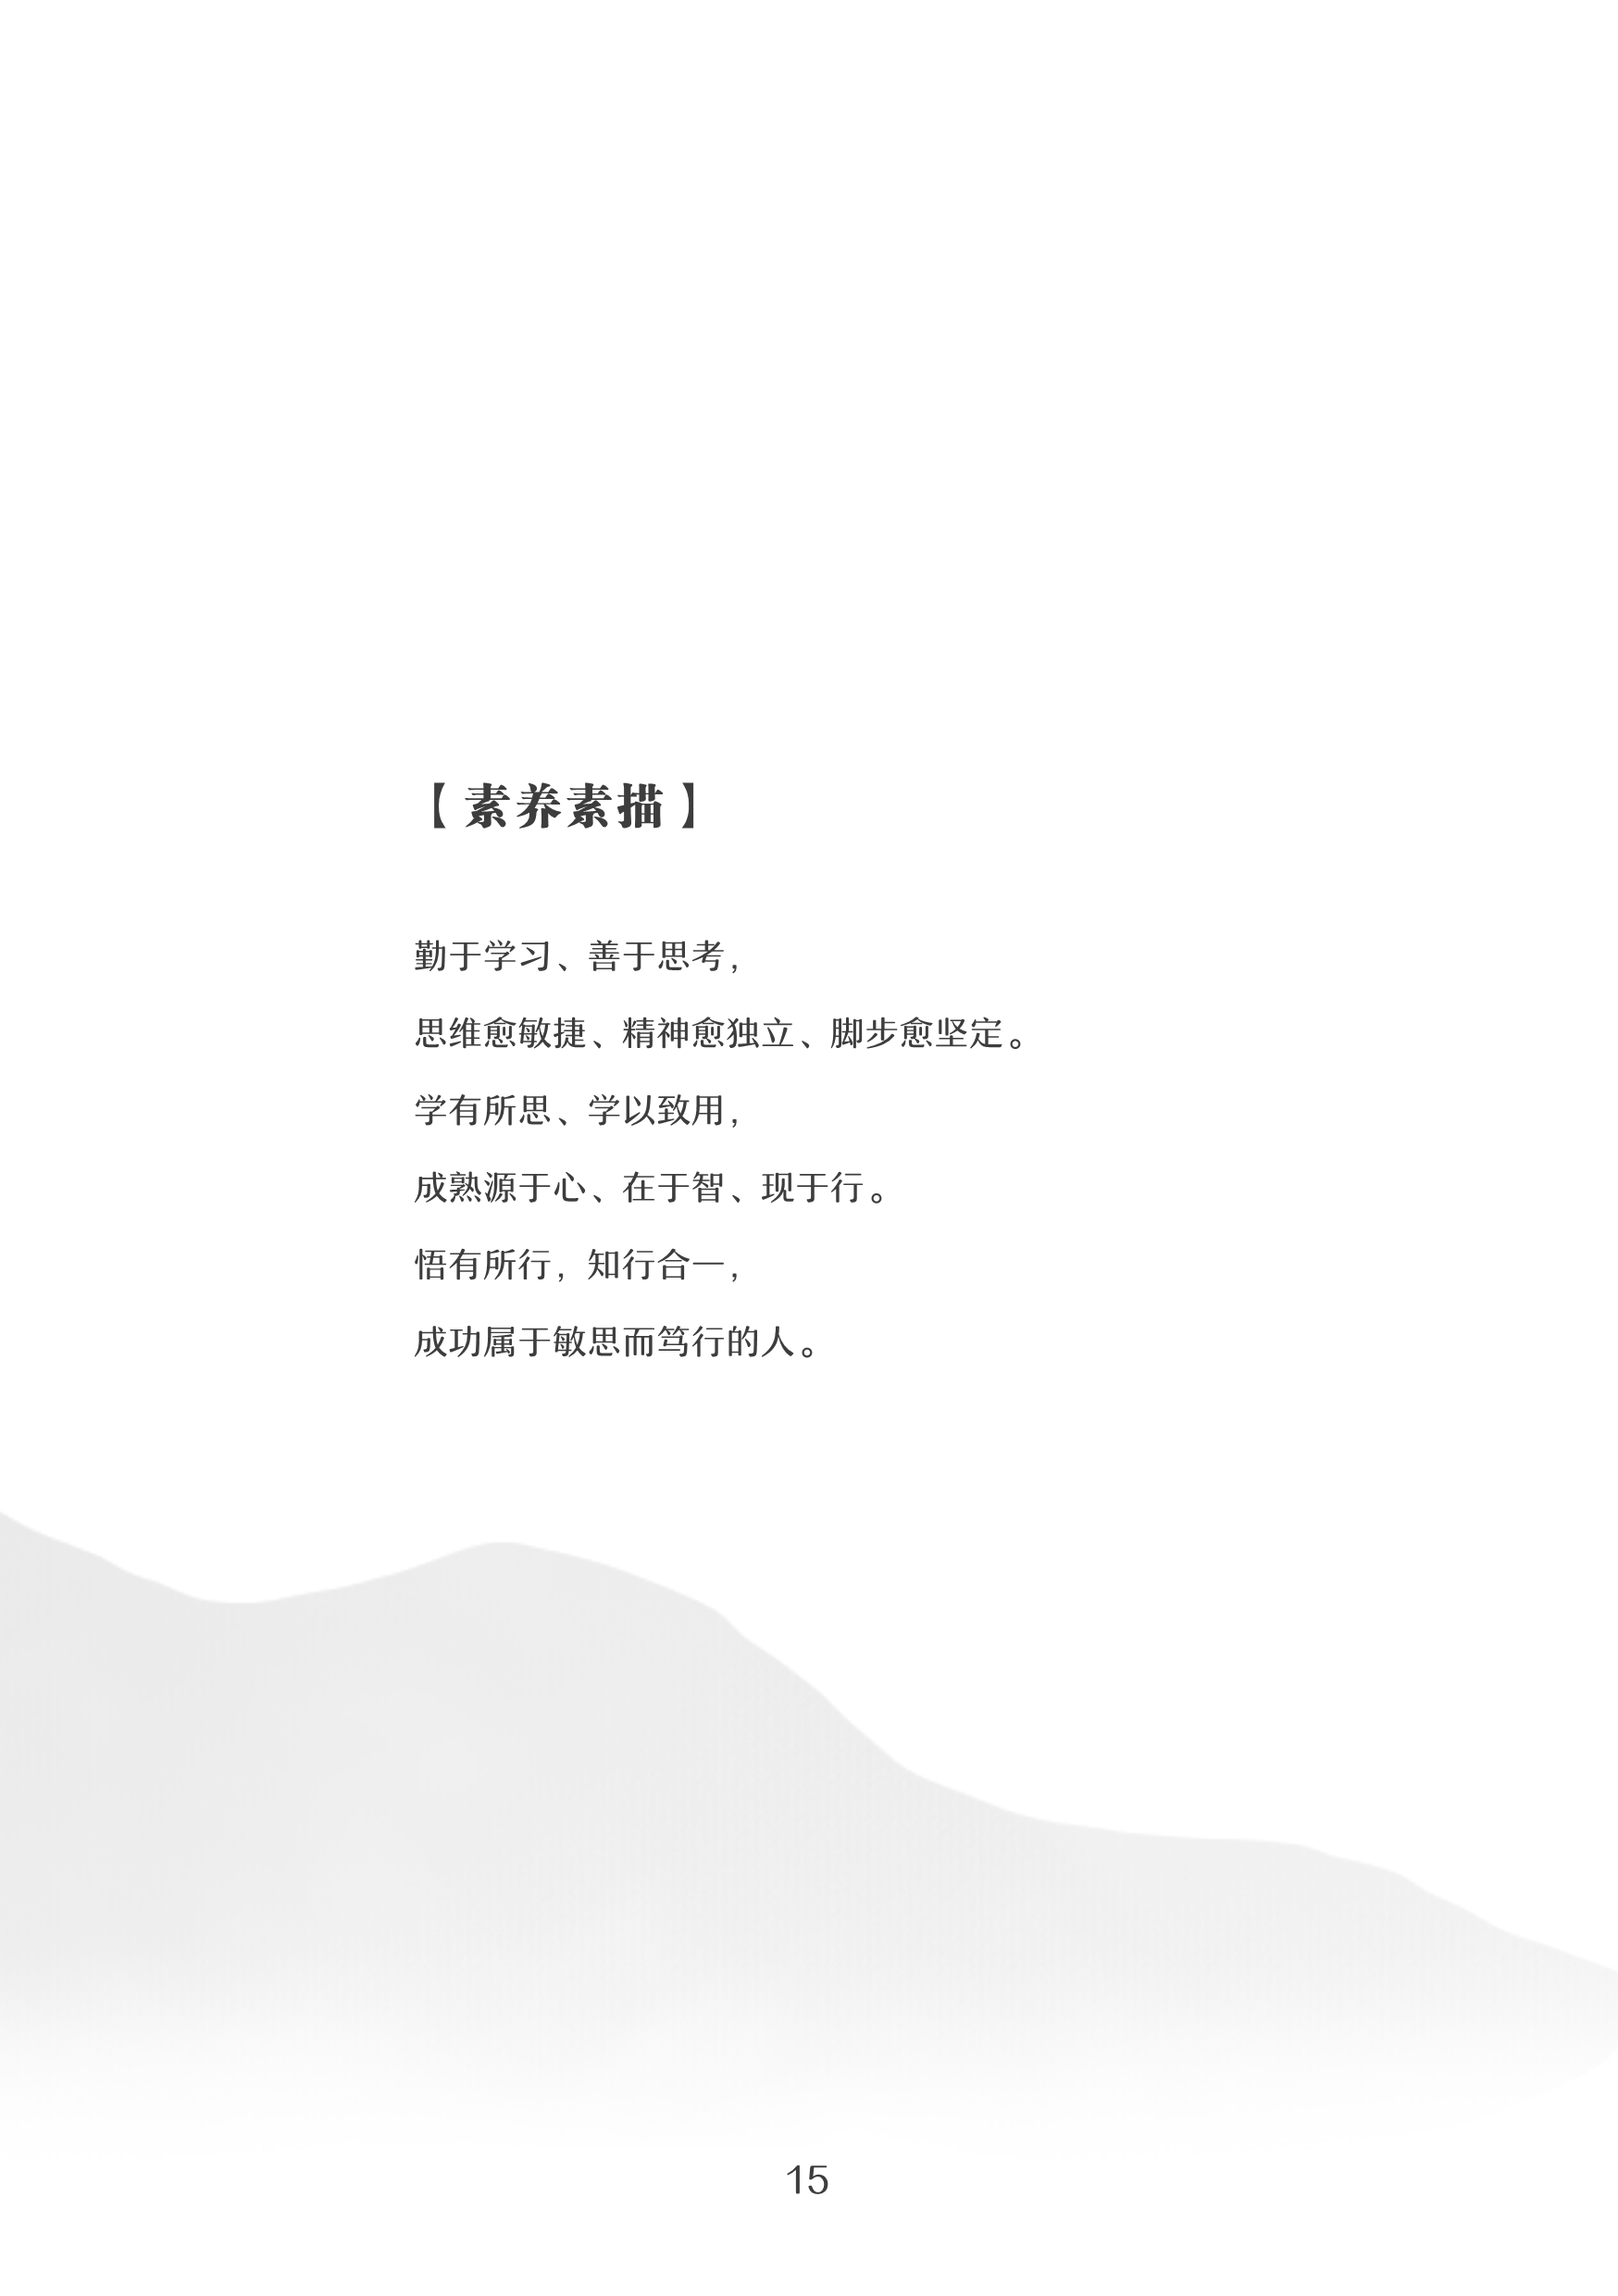 【素养素描】
勤于学习、善于思考，
思维愈敏捷、精神愈独立、脚步愈坚定。
学有所思、学以致用，
成熟源于心、在于智、现于行。
悟有所行，知行合一，
成功属于敏思而笃行的人。
15